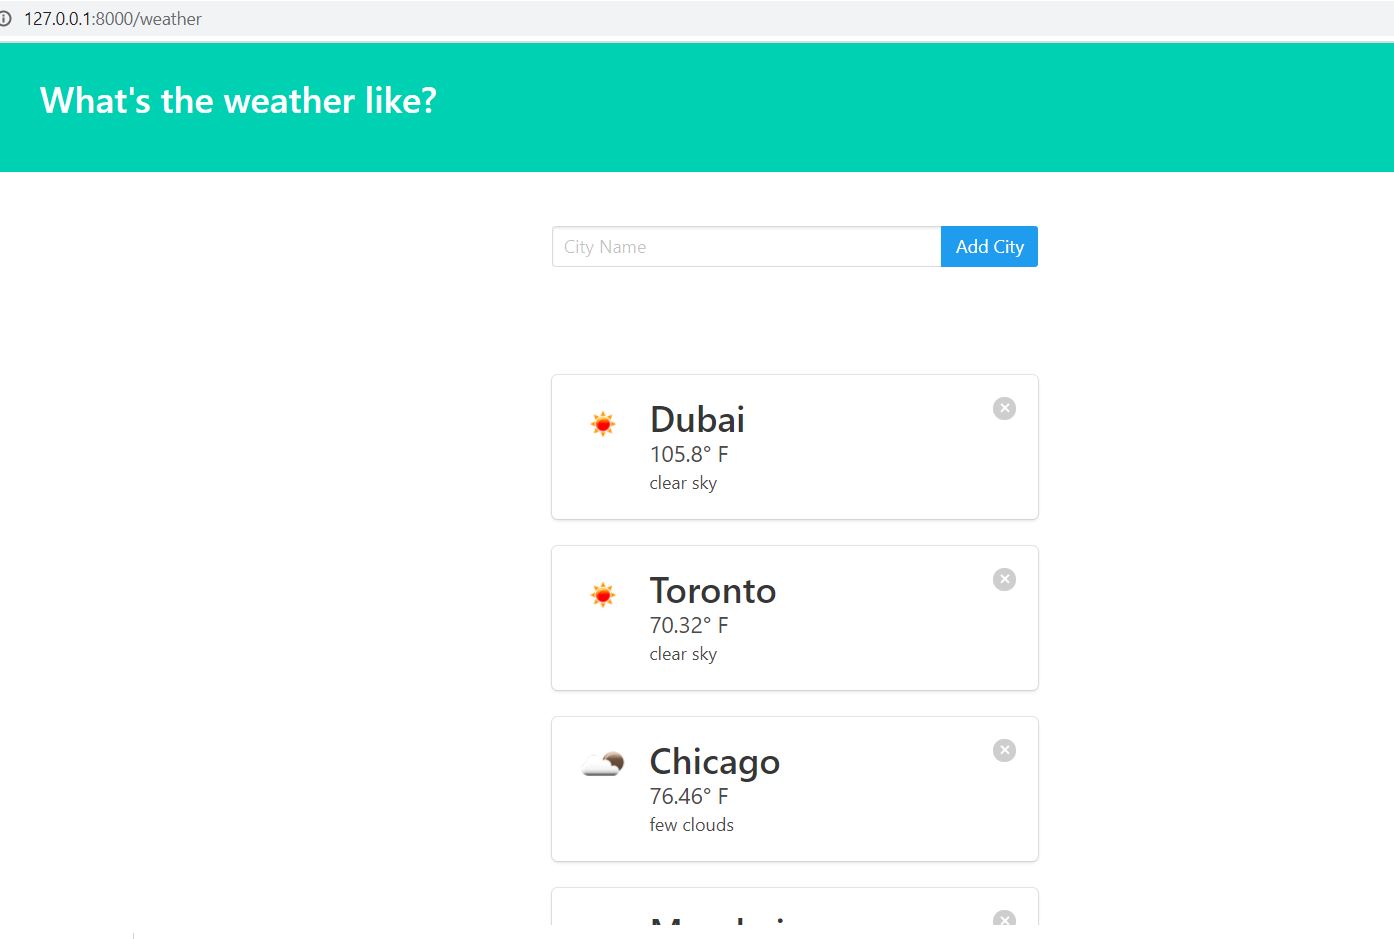 127.0.0.1:8000/weather
What's the weather like?
City Name
Add City
Dubai
105.8° F
clear sky
Toronto
70.32° F
clear sky
Chicago
76.46° F
few clouds